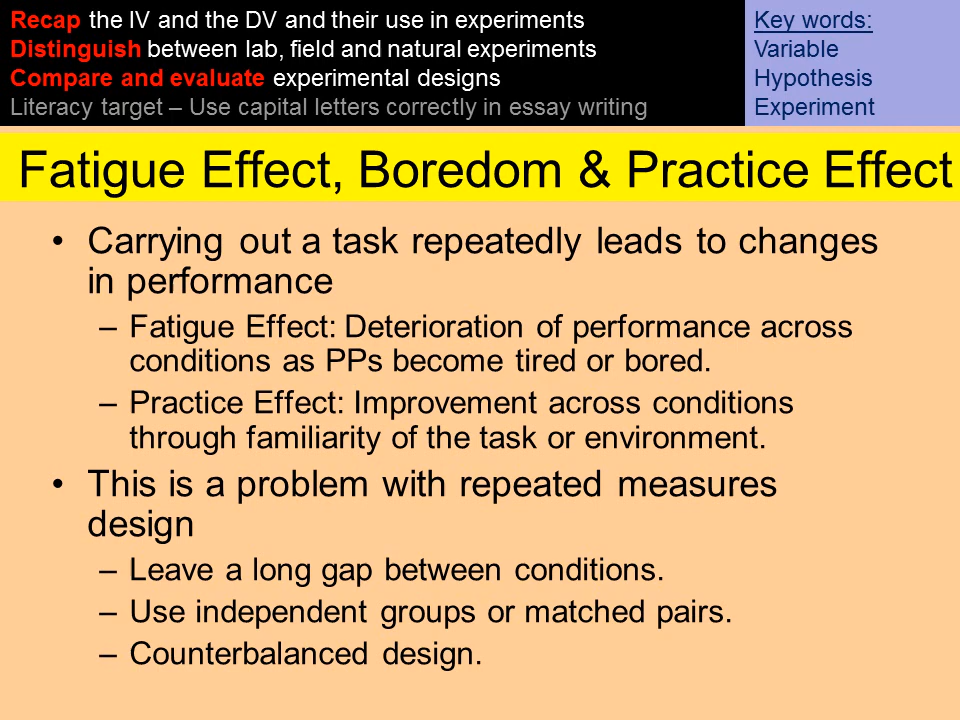 Recap the IV and the DV and their use in experiments
Distinguish between lab, field and natural experiments
Compare and evaluate experimental designs
Literacy target – Use capital letters correctly in essay writing
Key words:
Variable
Hypothesis
Experiment
Fatigue Effect, Boredom & Practice Effect
• Carrying out a task repeatedly leads to changes
in performance
– Fatigue Effect: Deterioration of performance across
conditions as PPs become tired or bored.
– Practice Effect: Improvement across conditions
through familiarity of the task or environment.
• This is a problem with repeated measures
design
– Leave a long gap between conditions.
– Use independent groups or matched pairs.
– Counterbalanced design.